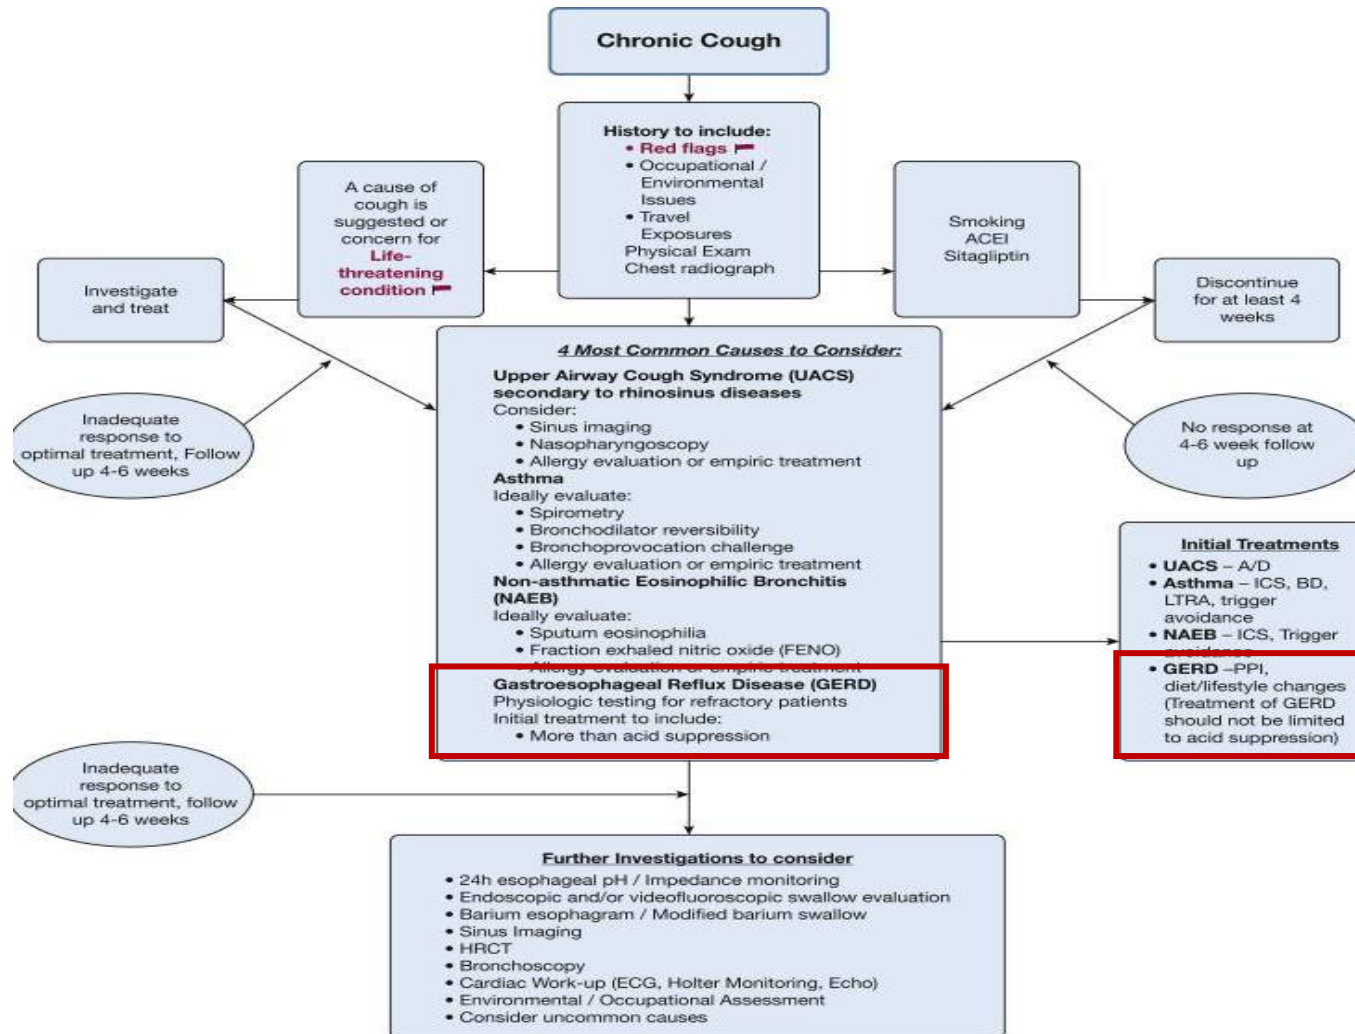 Chronic Cough
History to include:
• Red flags
• Occupational /
Environmental
Issues
• Travel
Exposures
Physical Exam
Chest radiograph
A cause of
cough is
suggested or
concern for
Life-
threatening
condition
Smoking
ACEI
Sitagliptin
Investigate
and treat
Discontinue
for at least 4
weeks
Inadequate
response to
optimal treatment, Follow
up 4-6 weeks
No response at
4-6 week follow
up
4 Most Common Causes to Consider:
Upper Airway Cough Syndrome (UACS)
secondary to rhinosinus diseases
Consider:
• Sinus imaging
• Nasopharyngoscopy
• Allergy evaluation or empiric treatment
Asthma
Ideally evaluate:
• Spirometry
• Bronchodilator reversibility
• Bronchoprovocation challenge
• Allergy evaluation or empiric treatment
Non-asthmatic Eosinophilic Bronchitis
(NAEB)
Ideally evaluate:
• Sputum eosinophilia
• Fraction exhaled nitric oxide (FENO)
• Allergy evaluation or empiric treatment
Gastroesophageal Reflux Disease (GERD)
Physiologic testing for refractory patients
Initial treatment to include:
• More than acid suppression
Initial Treatments
• UACS – A/D
• Asthma – ICS, BD,
LTRA, trigger
avoidance
• NAEB – ICS, Trigger
avoidance
• GERD –PPI,
diet/lifestyle changes
(Treatment of GERD
should not be limited
to acid suppression)
Inadequate
response to
optimal treatment, follow
up 4-6 weeks
Further Investigations to consider
• 24h esophageal pH / Impedance monitoring
• Endoscopic and/or videofluoroscopic swallow evaluation
• Barium esophagram / Modified barium swallow
• Sinus Imaging
• HRCT
• Bronchoscopy
• Cardiac Work-up (ECG, Holter Monitoring, Echo)
• Environmental / Occupational Assessment
• Consider uncommon causes